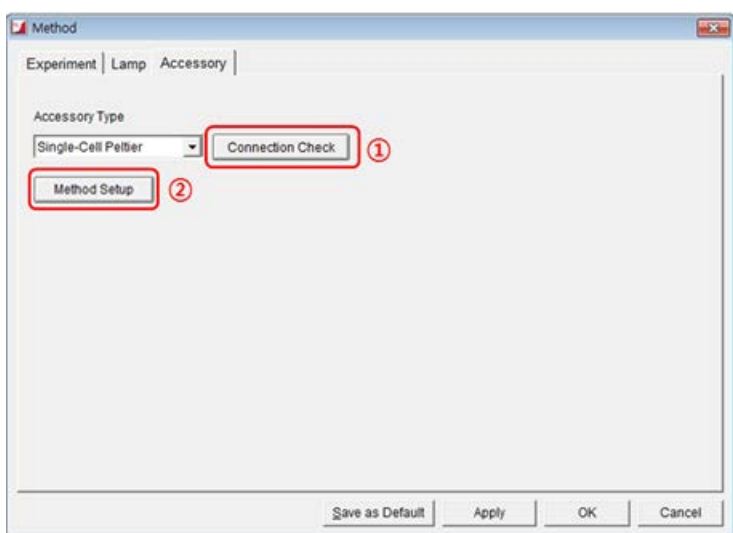 Method
Experiment Lamp Accessory
Accessory Type
Single-Cell Peltier Connection Check ①
Method Setup ②
Save as Default Apply OK Cancel